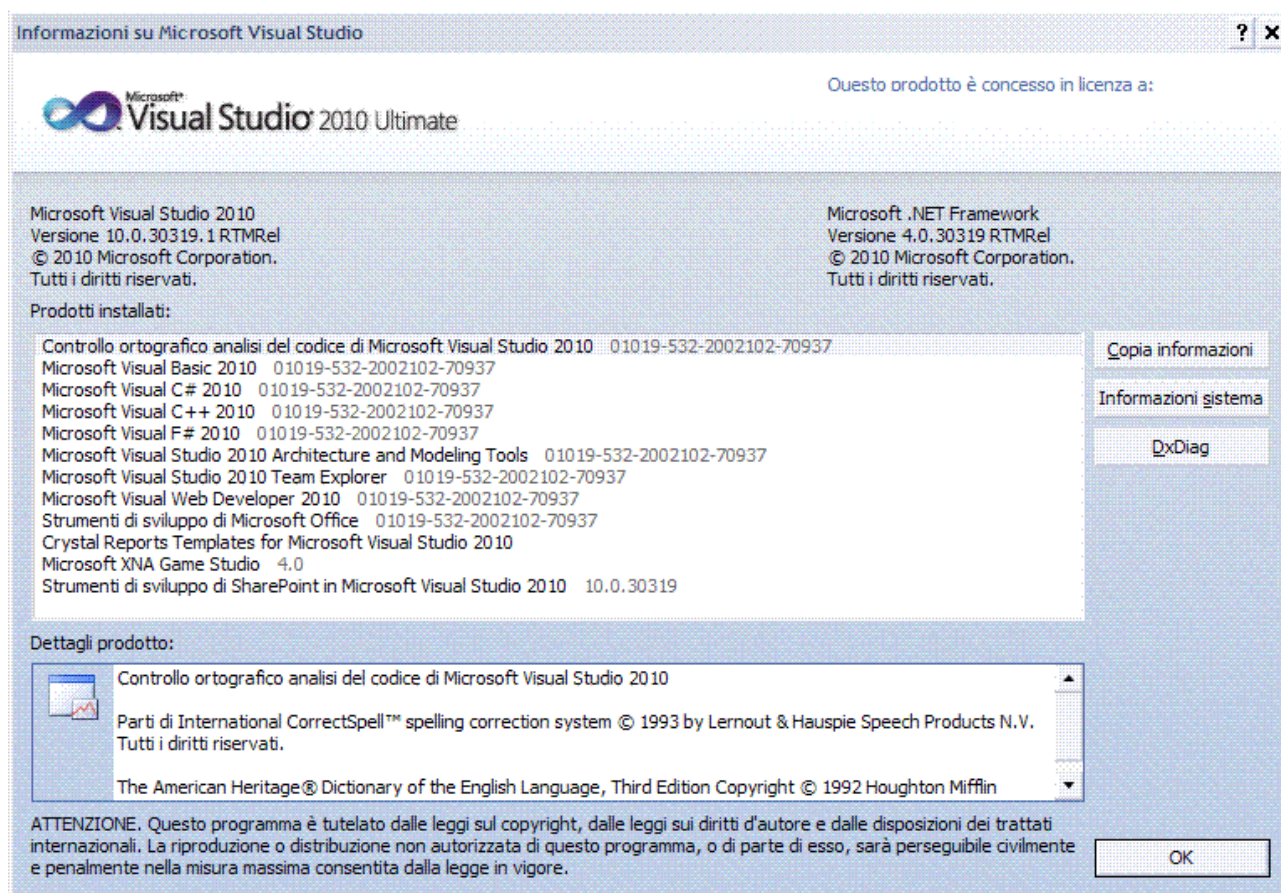 Informazioni su Microsoft Visual Studio
Questo prodotto è concesso in licenza a:
Microsoft®
Visual Studio® 2010 Ultimate
Microsoft Visual Studio 2010
Versione 10.0.30319.1 RTMRel
© 2010 Microsoft Corporation.
Tutti i diritti riservati.
Microsoft .NET Framework
Versione 4.0.30319 RTMRel
© 2010 Microsoft Corporation.
Tutti i diritti riservati.
Prodotti installati:
Controllo ortografico analisi del codice di Microsoft Visual Studio 2010 01019-532-2002102-70937
Microsoft Visual Basic 2010 01019-532-2002102-70937
Microsoft Visual C# 2010 01019-532-2002102-70937
Microsoft Visual C++ 2010 01019-532-2002102-70937
Microsoft Visual F# 2010 01019-532-2002102-70937
Microsoft Visual Studio 2010 Architecture and Modeling Tools 01019-532-2002102-70937
Microsoft Visual Studio 2010 Team Explorer 01019-532-2002102-70937
Microsoft Visual Web Developer 2010 01019-532-2002102-70937
Strumenti di sviluppo di Microsoft Office 01019-532-2002102-70937
Crystal Reports Templates for Microsoft Visual Studio 2010
Microsoft XNA Game Studio 4.0
Strumenti di sviluppo di SharePoint in Microsoft Visual Studio 2010 10.0.30319
Copia informazioni
Informazioni sistema
DxDiag
Dettagli prodotto:
Controllo ortografico analisi del codice di Microsoft Visual Studio 2010
Parti di International CorrectSpell™ spelling correction system © 1993 by Lernout & Hauspie Speech Products N.V.
Tutti i diritti riservati.
The American Heritage® Dictionary of the English Language, Third Edition Copyright © 1992 Houghton Mifflin
ATTENZIONE. Questo programma è tutelato dalle leggi sul copyright, dalle leggi sui diritti d'autore e dalle disposizioni dei trattati
internazionali. La riproduzione o distribuzione non autorizzata di questo programma, o di parte di esso, sarà perseguibile civilmente
e penalmente nella misura massima consentita dalla legge in vigore.
OK